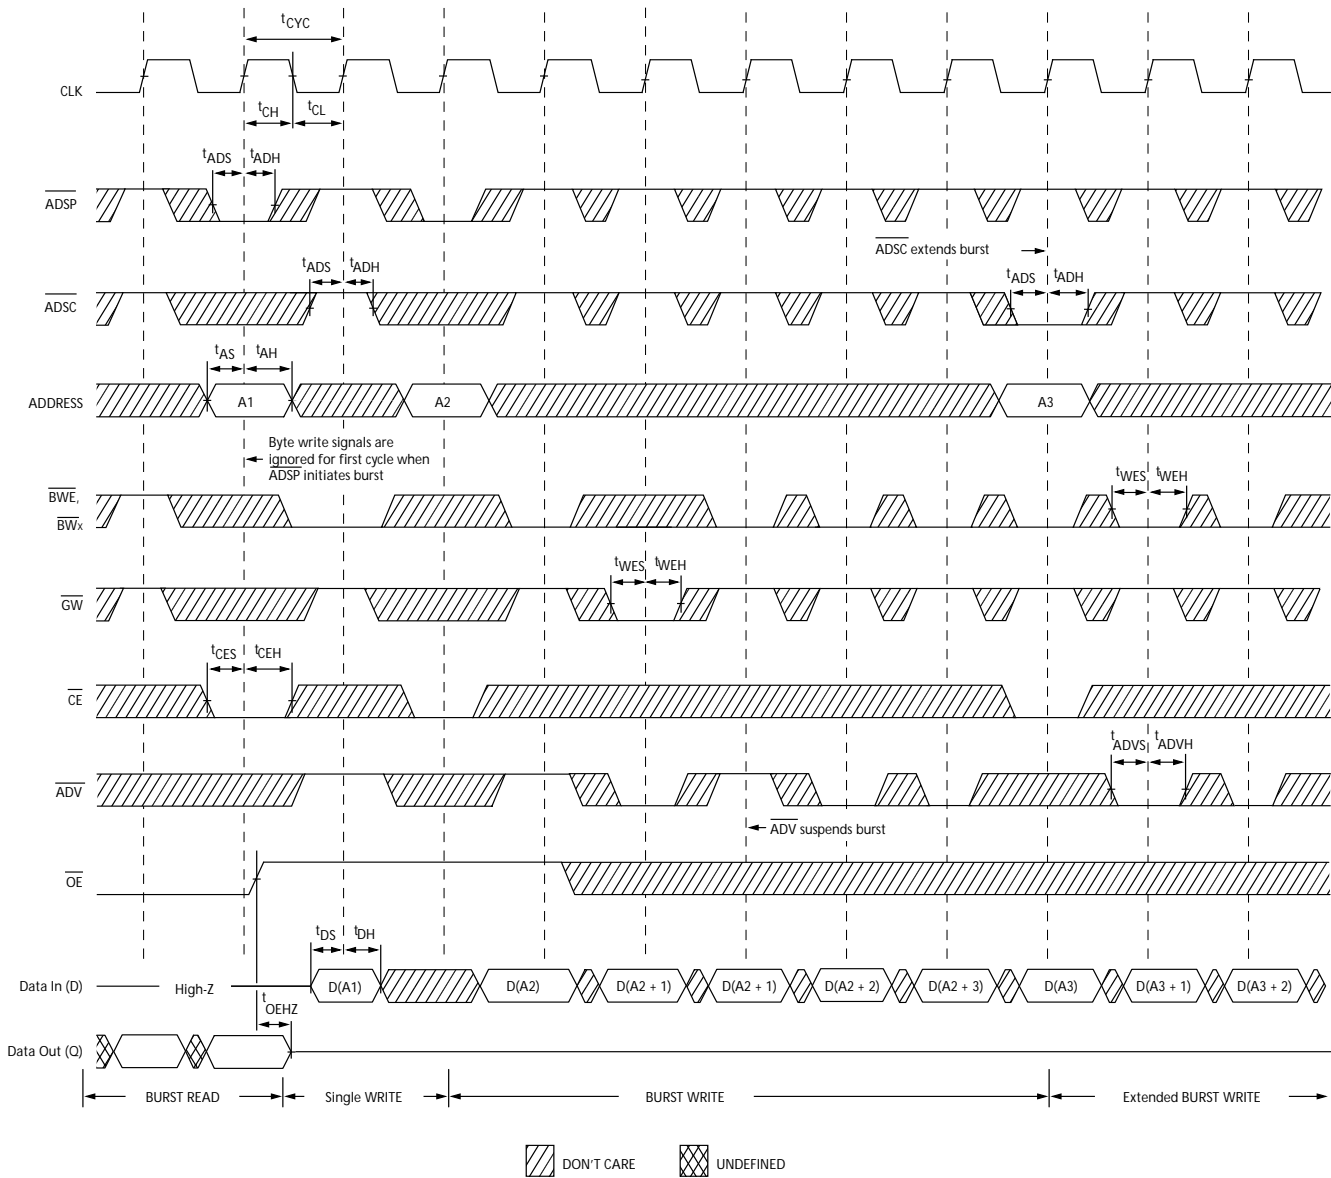 tCYC
CLK
tCH
tCL
tADS
tADH
ADSP
ADSC extends burst
tADS
tADH
tADS
tADH
ADSC
tAS
tAH
ADDRESS
A1
A2
A3
Byte write signals are
ignored for first cycle when
ADSP initiates burst
tWES
tWEH
BWE,
BWx
tWES
tWEH
GW
tCES
tCEH
CE
tADVS
tADVH
ADV
ADV suspends burst
OE
tDS
tDH
Data In (D)
High-Z
D(A1)
D(A2)
D(A2 + 1)
D(A2 + 1)
D(A2 + 2)
D(A2 + 3)
D(A3)
D(A3 + 1)
D(A3 + 2)
tOEHZ
Data Out (Q)
BURST READ
Single WRITE
BURST WRITE
Extended BURST WRITE
DON'T CARE
UNDEFINED